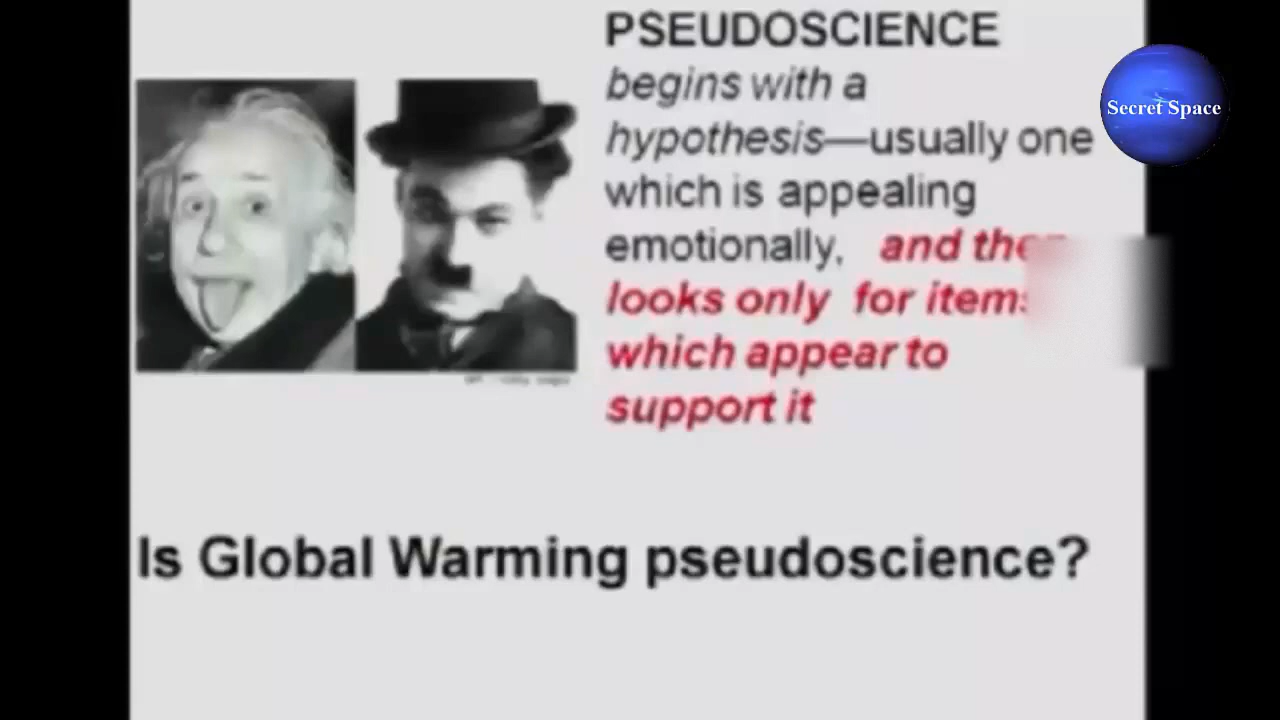 PSEUDOSCIENCE
begins with a
hypothesis—usually one
which is appealing
emotionally, and
looks only for
which appear to
support it
Is Global Warming pseudoscience?
Secret Space